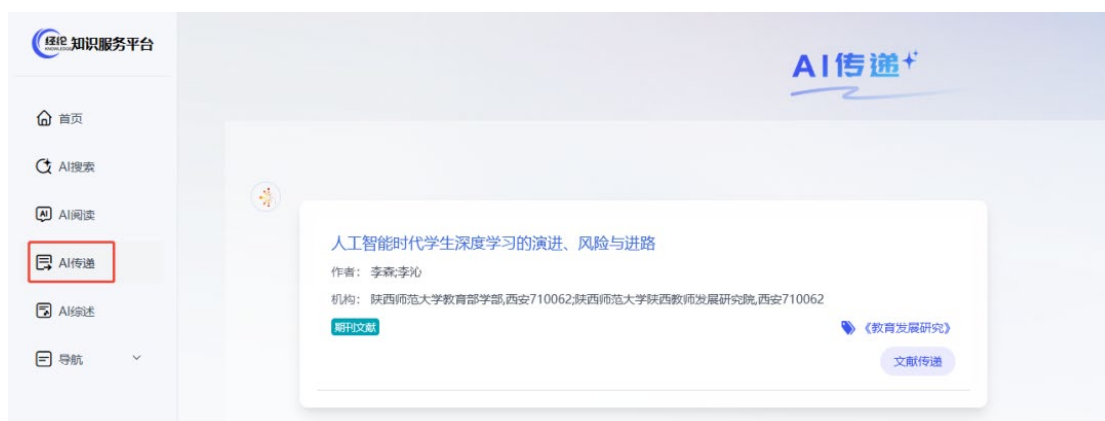 经纶 知识服务平台
KNOWLEDGE
首页
AI搜索
AI阅读
AI传递
AI综述
导航
AI传递
人工智能时代学生深度学习的演进、风险与进路
作者： 李森;李沁
机构： 陕西师范大学教育部学部,西安710062;陕西师范大学陕西教师发展研究院,西安710062
期刊文献
《教育发展研究》
文献传递